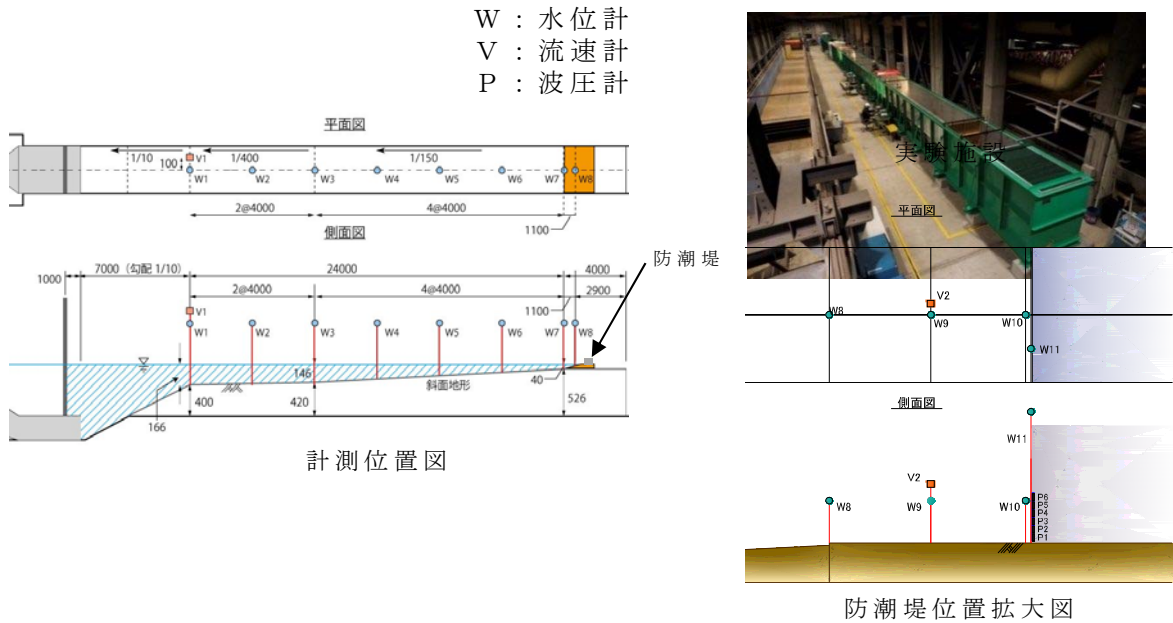 W : 水位計
V : 流速計
P : 波圧計
平面図
1/10
V1
1/400
1/150
100
W1
W2
W3
W4
W5
W6
W7
W8
2@4000
4@4000
1100
側面図
防潮堤
1000
7000 (勾配 1/10)
24000
4000
2@4000
4@4000
1100
2900
V1
W1
W2
W3
W4
W5
W6
W7
W8
146
斜面地形
40
400
420
526
166
計測位置図
実験施設
平面図
W8
V2
W9
W10
W11
側面図
W11
V2
W8
W9
W10
P6
P5
P4
P3
P2
P1
防潮堤位置拡大図